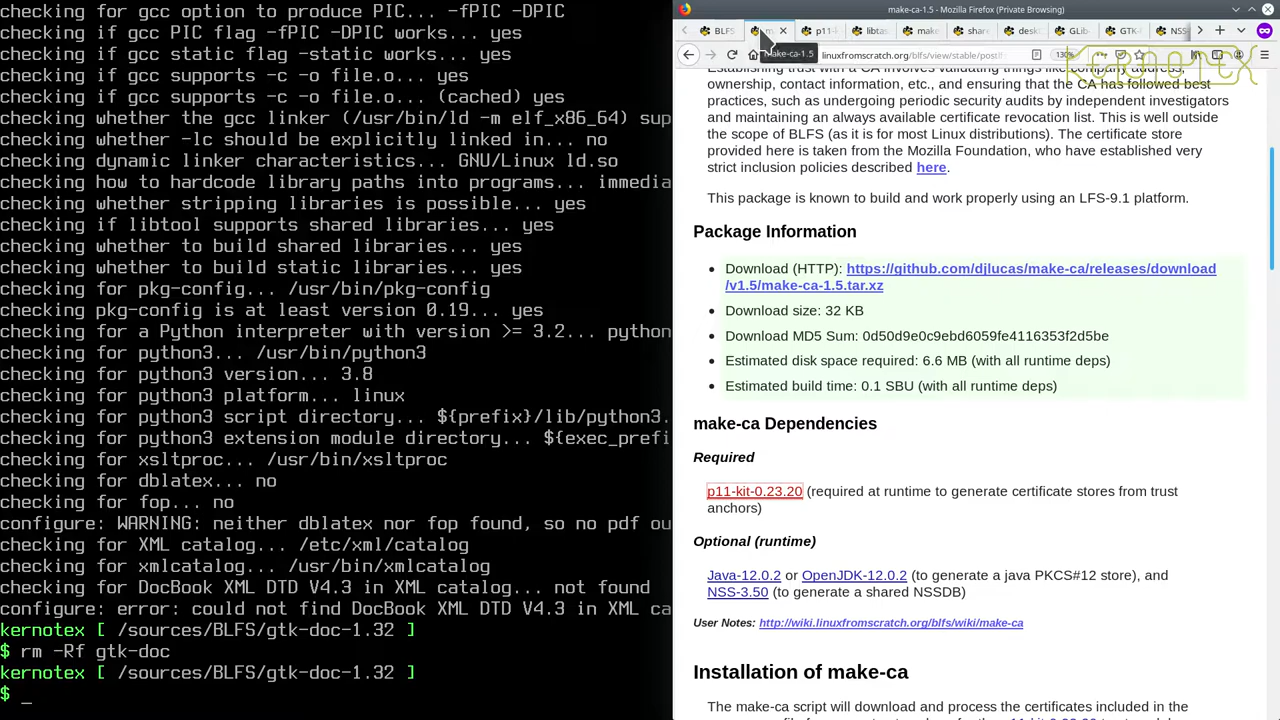 checking for gcc option to produce PIC... -fPIC -DPIC
checking if gcc PIC flag -fPIC -DPIC works... yes
checking if gcc static flag -static works... yes
checking if gcc supports -c -o file.o... yes
checking if gcc supports -c -o file.o... (cached) yes
checking whether the gcc linker (/usr/bin/ld -m elf_x86_64) sup
checking whether -lc should be explicitly linked in... no
checking dynamic linker characteristics... GNU/Linux ld.so
checking how to hardcode library paths into programs... immedia
checking whether stripping libraries is possible... yes
checking if libtool supports shared libraries... yes
checking whether to build shared libraries... yes
checking whether to build static libraries... yes
checking for pkg-config... /usr/bin/pkg-config
checking pkg-config is at least version 0.19... yes
checking for a Python interpreter with version >= 3.2... python
checking for python3... /usr/bin/python3
checking for python3 version... 3.8
checking for python3 platform... linux
checking for python3 script directory... ${prefix}/lib/python3.
checking for python3 extension module directory... ${exec_prefi
checking for xsltproc... /usr/bin/xsltproc
checking for dblatex... no
checking for fop... no
configure: WARNING: neither dblatex nor fop found, so no pdf ou
checking for XML catalog... /etc/xml/catalog
checking for xmlcatalog... /usr/bin/xmlcatalog
checking for DocBook XML DTD V4.3 in XML catalog... not found
configure: error: could not find DocBook XML DTD V4.3 in XML ca
kernotex [ /sources/BLFS/gtk-doc-1.32 ]
$ rm -Rf gtk-doc
kernotex [ /sources/BLFS/gtk-doc-1.32 ]
$ _
make-ca-1.5 - Mozilla Firefox (Private Browsing)
BLFS p11- libtas make- share deskt GLib- GTK- NSS-
make-ca-1.5
linuxfromscratch.org/blfs/view/stable/post
130%
KERNOTEX
ownership, contact information, etc., and ensuring that the CA has followed best
practices, such as undergoing periodic security audits by independent investigators
and maintaining an always available certificate revocation list. This is well outside
the scope of BLFS (as it is for most Linux distributions). The certificate store
provided here is taken from the Mozilla Foundation, who have established very
strict inclusion policies described here.
This package is known to build and work properly using an LFS-9.1 platform.
Package Information
• Download (HTTP): https://github.com/djlucas/make-ca/releases/download
/v1.5/make-ca-1.5.tar.xz
• Download size: 32 KB
• Download MD5 Sum: 0d50d9e0c9ebd6059fe4116353f2d5be
• Estimated disk space required: 6.6 MB (with all runtime deps)
• Estimated build time: 0.1 SBU (with all runtime deps)
make-ca Dependencies
Required
p11-kit-0.23.20 (required at runtime to generate certificate stores from trust
anchors)
Optional (runtime)
Java-12.0.2 or OpenJDK-12.0.2 (to generate a java PKCS#12 store), and
NSS-3.50 (to generate a shared NSSDB)
User Notes: http://wiki.linuxfromscratch.org/blfs/wiki/make-ca
Installation of make-ca
The make-ca script will download and process the certificates included in the